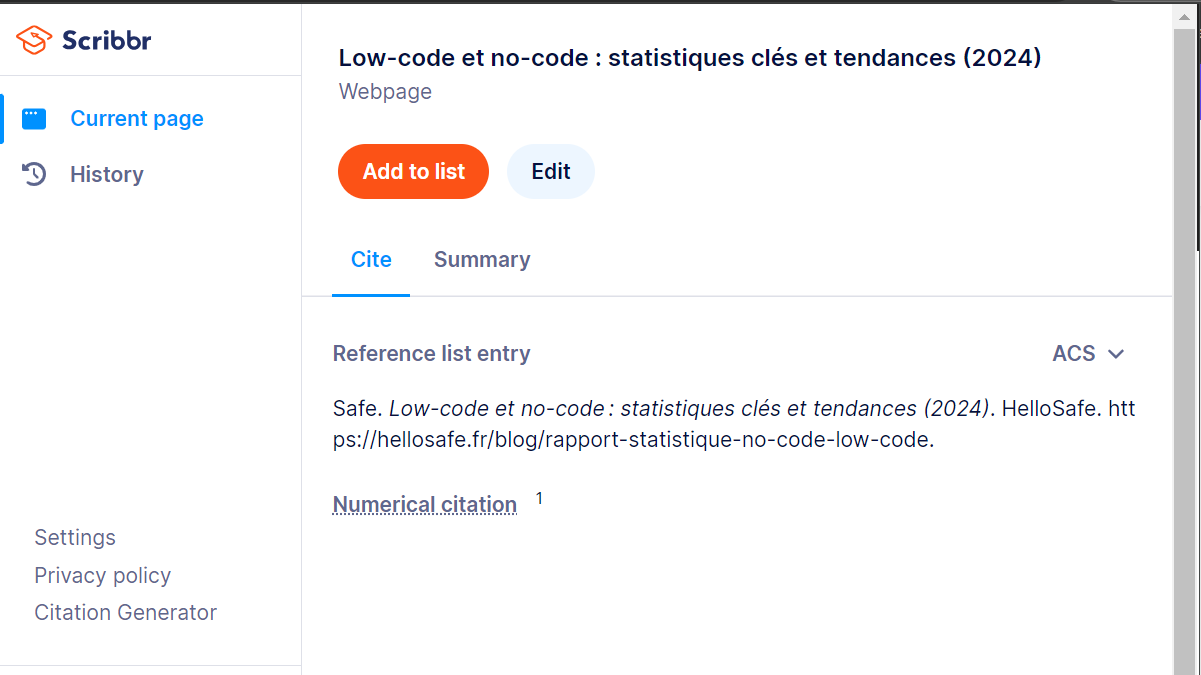 Scribbr
Current page
History
Settings
Privacy policy
Citation Generator
Low-code et no-code : statistiques clés et tendances (2024)
Webpage
Add to list
Edit
Cite
Summary
Reference list entry
ACS
Safe. Low-code et no-code : statistiques clés et tendances (2024). HelloSafe. htt
ps://hellosafe.fr/blog/rapport-statistique-no-code-low-code.
Numerical citation 1